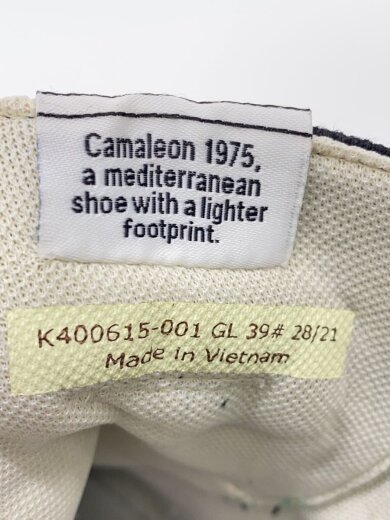 Camaleon 1975,
a mediterranean
shoe with a lighter
footprint.
K400615-001 GL 39# 28/21
Made in Vietnam